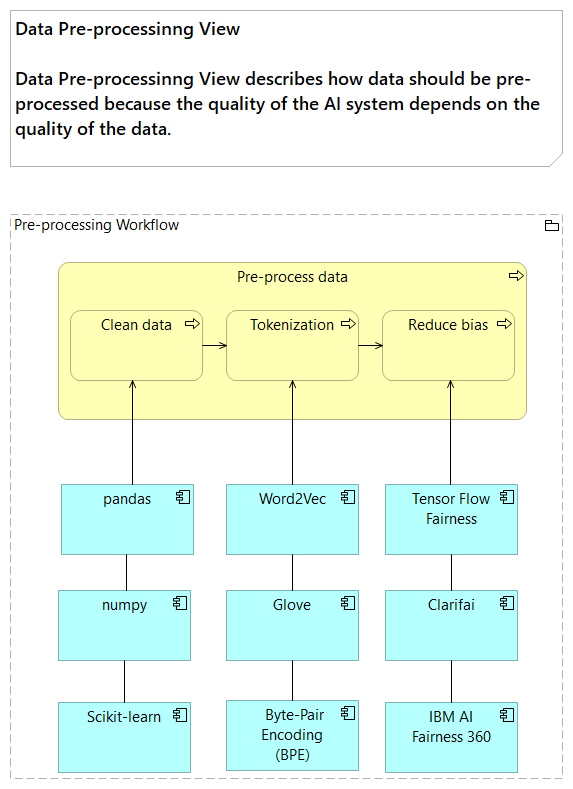 Data Pre-processinng View
Data Pre-processinng View describes how data should be pre-
processed because the quality of the AI system depends on the
quality of the data.
Pre-processing Workflow
Pre-process data
Clean data
Tokenization
Reduce bias
pandas
Word2Vec
Tensor Flow
Fairness
numpy
Glove
Clarifai
Scikit-learn
Byte-Pair
Encoding
(BPE)
IBM AI
Fairness 360